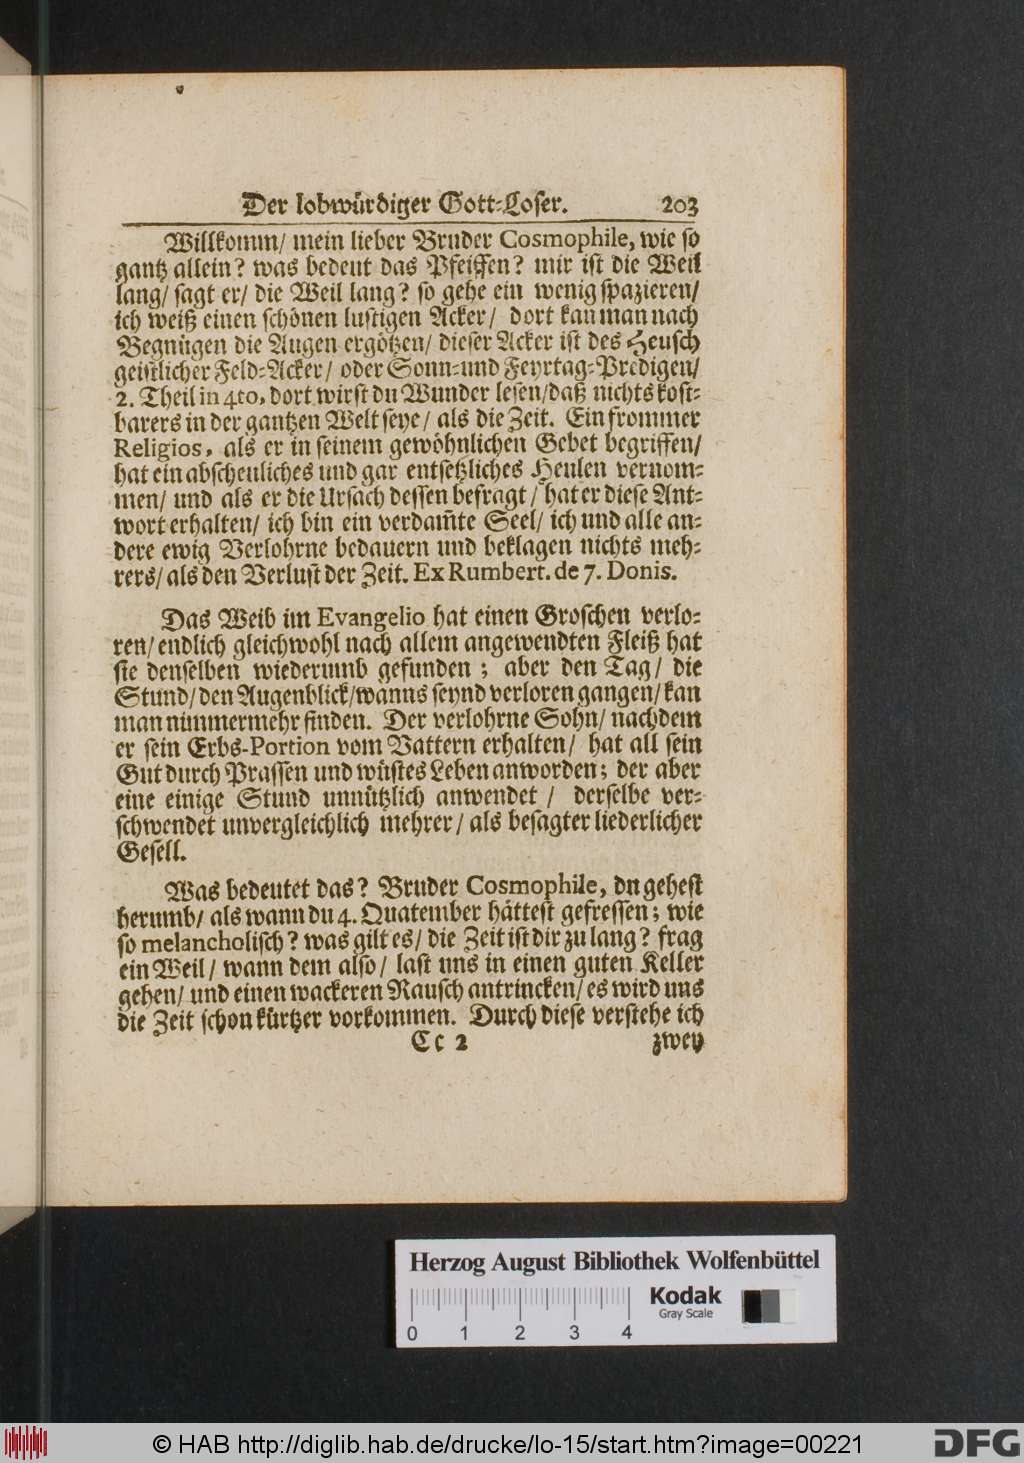 Der lobwürdiger Gott-Loser. 203
Willkomm/ mein lieber Bruder Cosmophile, wie so
gantz allein? was bedeut das Pfeiffen? mir ist die Weil
lang/ sagt er/ die Weil lang? so gehe ein wenig spazieren/
ich weiß einen schönen lustigen Acker/ dort kan man nach
Begnügen die Augen ergötzen/ dieser Acker ist des Heusch
geistlicher Feld-Acker/ oder Sonn-und Feyrtag-Predigen/
2. Theil in 4to, dort wirst du Wunder lesen/daß nichts kost-
barers in der gantzen Welt seye/ als die Zeit. Ein frommer
Religios, als er in seinem gewöhnlichen Gebet begriffen/
hat ein abscheuliches und gar entsetzliches Heulen vernom-
men/ und als er die Ursach dessen befragt/ hat er diese Ant-
wort erhalten/ ich bin ein verdam̃te Seel/ ich und alle an-
dere ewig Verlohrne bedauern und beklagen nichts meh-
rers/ als den Verlust der Zeit. Ex Rumbert. de 7. Donis.
Das Weib im Evangelio hat einen Groschen verlo-
ren/ endlich gleichwohl nach allem angewendten Fleiß hat
sie denselben wiederumb gefunden; aber den Tag/ die
Stund/ den Augenblick/wanns seynd verloren gangen/ kan
man nimmermehr finden. Der verlohrne Sohn/ nachdem
er sein Erbs-Portion vom Vattern erhalten/ hat all sein
Gut durch Prassen und wüstes Leben anworden; der aber
eine einige Stund unnützlich anwendet/ derselbe ver-
schwendet unvergleichlich mehrer/ als besagter liederlicher
Gesell.
Was bedeutet das? Bruder Cosmophile, du gehest
herumb/ als wann du 4. Quatember hättest gefressen; wie
so melancholisch? was gilt es/ die Zeit ist dir zu lang? frag
ein Weil/ wann dem also/ last uns in einen guten Keller
gehen/ und einen wackeren Rausch antrincken/ es wird uns
die Zeit schon kürtzer vorkommen. Durch diese verstehe ich
Cc 2 zwey
Herzog August Bibliothek Wolfenbüttel
Kodak
Gray Scale
0 1 2 3 4
© HAB http://diglib.hab.de/drucke/lo-15/start.htm?image=00221
DFG